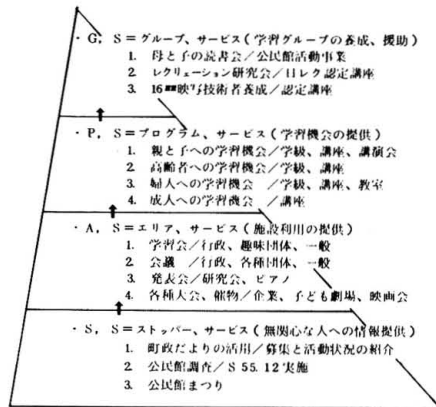 ・G, S＝グループ、サービス（学習グループの養成、援助）
1. 母と子の読書会／公民館活動事業
2. レクリェーション研究会／日レク認定講座
3. 16㎜映写技術者養成／認定講座
・P, S＝プログラム、サービス（学習機会の提供）
1. 親と子への学習機会／学級、講座、講演会
2. 高齢者への学習機会／学級、講座
3. 婦人への学習機会　／学級、講座、教室
4. 成人への学習機会　／講座
・A, S＝エリア、サービス（施設利用の提供）
1. 学習会／行政、趣味団体、一般
2. 会議　／行政、各種団体、一般
3. 発表会／研究会、ピアノ
4. 各種大会、催物／企業、子ども劇場、映画会
・S, S＝ストッパー、サービス（無関心な人への情報提供）
1. 町政だよりの活用／募集と活動状況の紹介
2. 公民館調査／S 55. 12実施
3. 公民館まつり